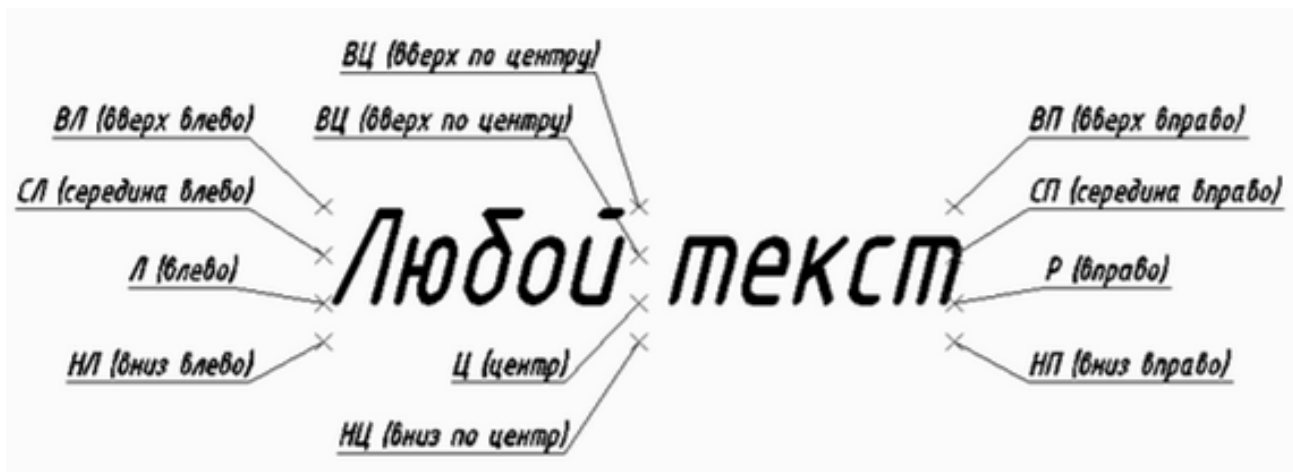 ВЦ (вверх по центру)
ВЛ (вверх влево)
ВЦ (вверх по центру)
ВП (вверх вправо)
СЛ (середина влево)
СП (середина вправо)
Любой текст
Л (влево)
Р (вправо)
НЛ (вниз влево)
Ц (центр)
НП (вниз вправо)
НЦ (вниз по центр)